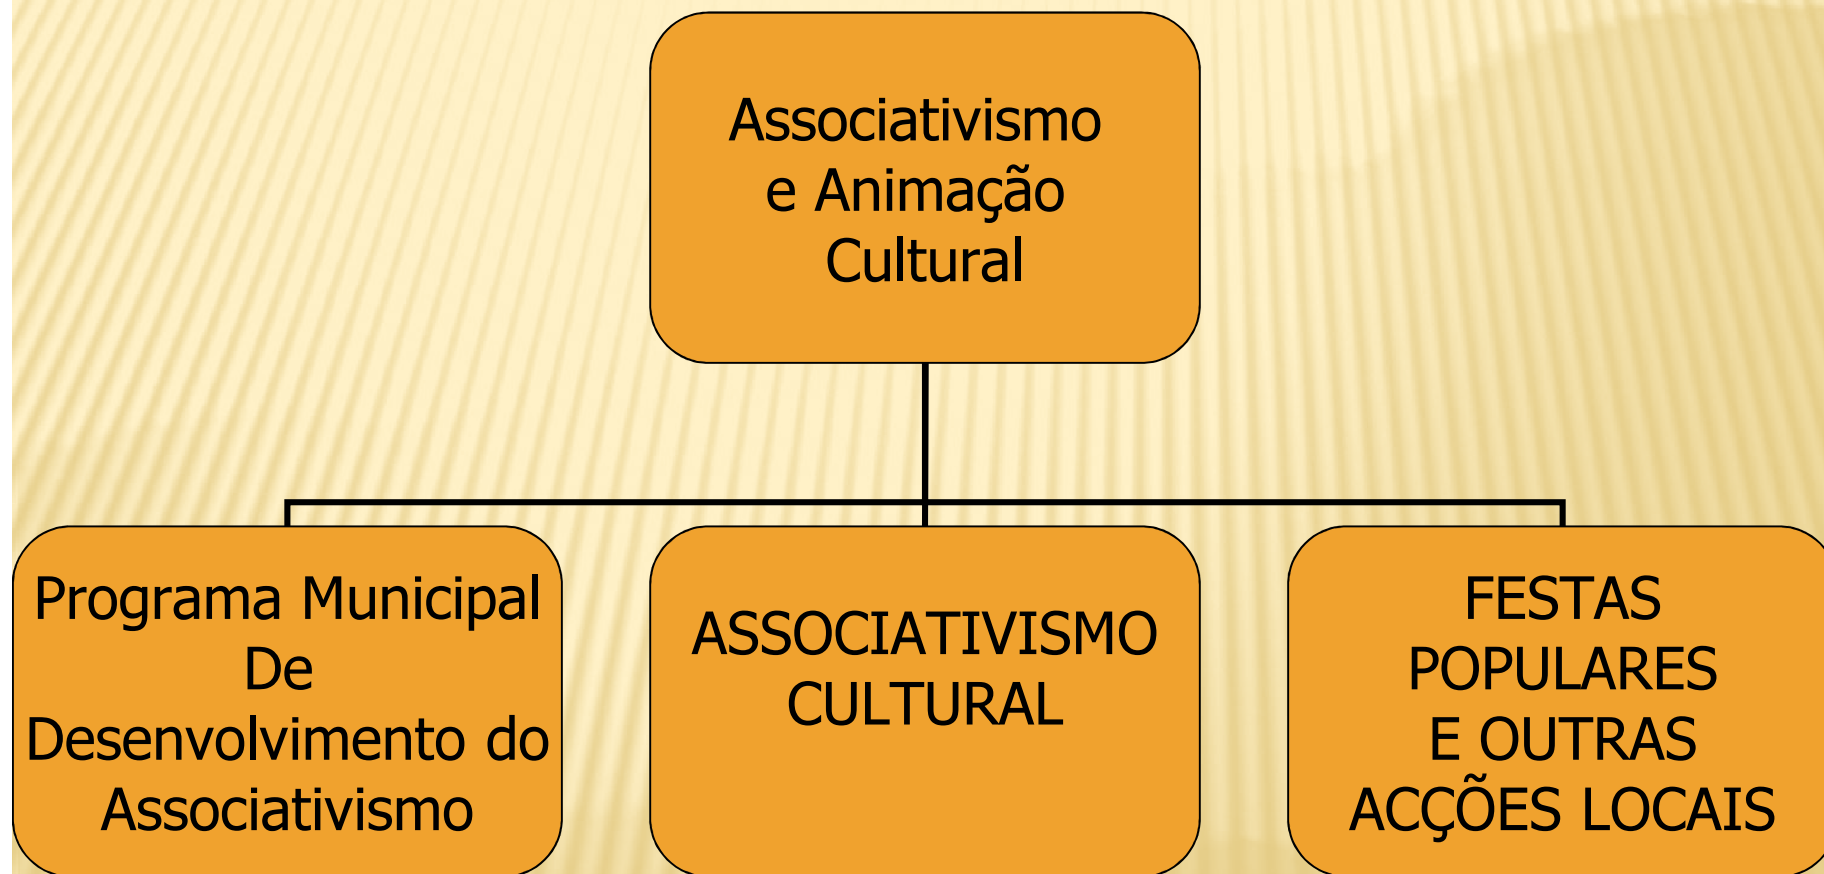 Associativismo
e Animação
Cultural
Programa Municipal
De
Desenvolvimento do
Associativismo
ASSOCIATIVISMO
CULTURAL
FESTAS
POPULARES
E OUTRAS
ACÇÕES LOCAIS